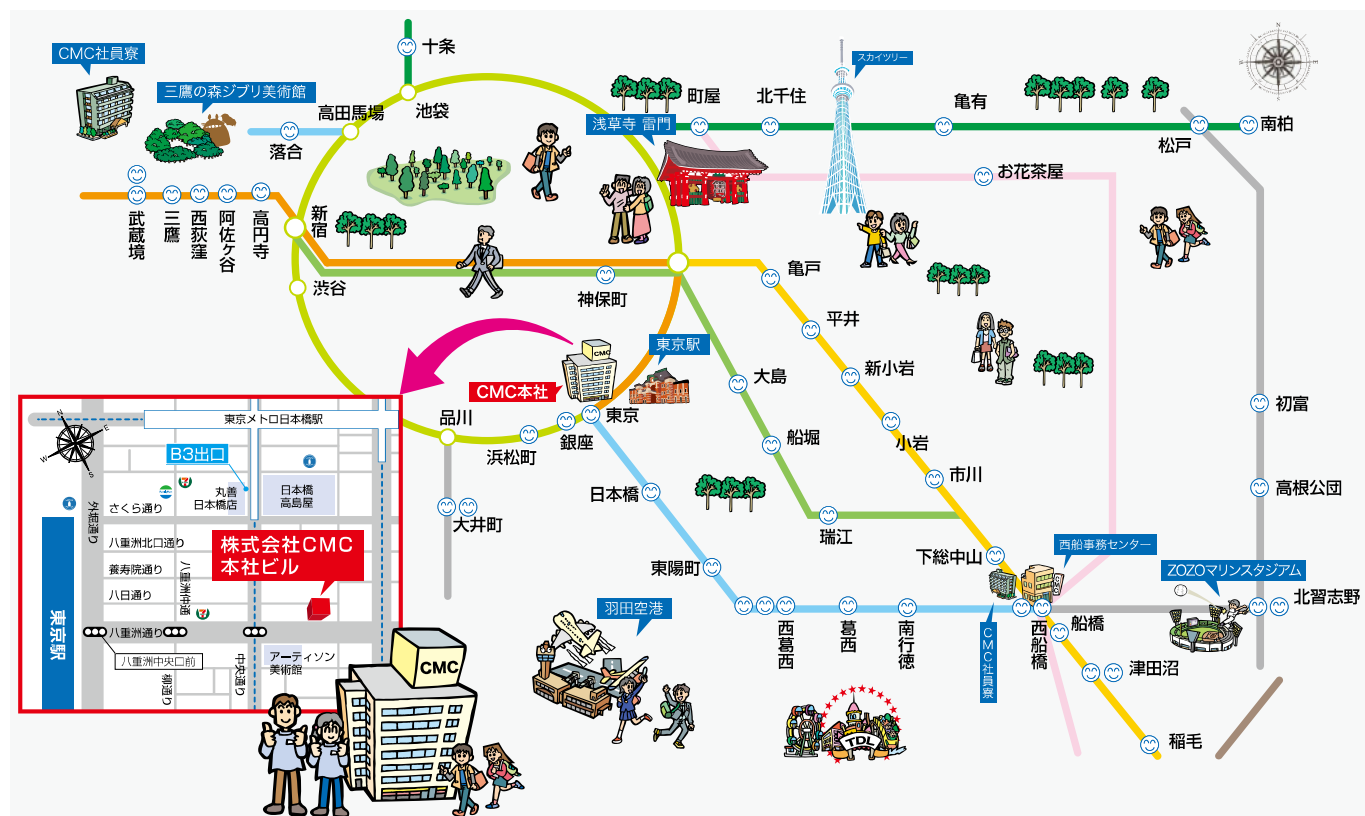 CMC社員寮
三鷹の森ジブリ美術館
十条
池袋
高田馬場
落合
武蔵境
三鷹
西荻窪
阿佐ヶ谷
高円寺
新宿
渋谷
神保町
浅草寺 雷門
町屋
北千住
スカイツリー
亀有
松戸
南柏
お花茶屋
亀戸
平井
新小岩
小岩
市川
下総中山
大島
船堀
瑞江
初富
高根公団
北習志野
東京駅
CMC本社
CMC
東京
銀座
浜松町
品川
大井町
日本橋
東陽町
西葛西
葛西
南行徳
CMC社員寮
西船事務センター
西船橋
船橋
津田沼
稲毛
ZOZOマリンスタジアム
羽田空港
TDL
N
E
S
W
東京メトロ日本橋駅
B3出口
丸善
日本橋店
日本橋
高島屋
さくら通り
外堀通り
八重洲北口通り
養寿院通り
八日通り
八重洲仲通
株式会社CMC
本社ビル
八重洲通り
八重洲中央口前
柳通り
中央通り
アーティゾン
美術館
東京駅
CMC